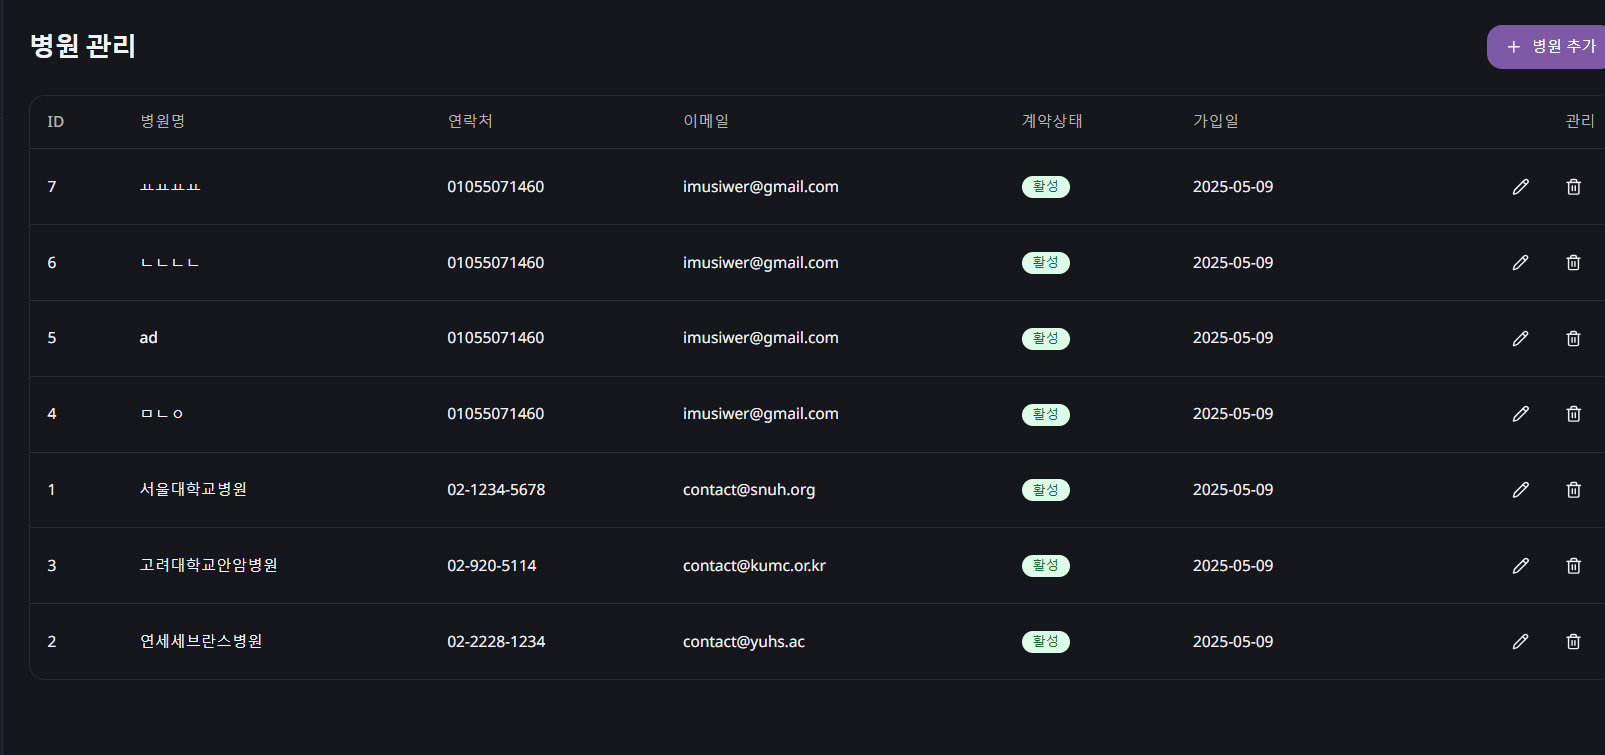 병원 관리
+ 병원 추가
ID 병원명 연락처 이메일 계약상태 가입일 관리
7 ㅛㅛㅛㅛ 01055071460 imusiwer@gmail.com 활성 2025-05-09
6 ㄴㄴㄴㄴ 01055071460 imusiwer@gmail.com 활성 2025-05-09
5 ad 01055071460 imusiwer@gmail.com 활성 2025-05-09
4 ㅁㄴㅇ 01055071460 imusiwer@gmail.com 활성 2025-05-09
1 서울대학교병원 02-1234-5678 contact@snuh.org 활성 2025-05-09
3 고려대학교안암병원 02-920-5114 contact@kumc.or.kr 활성 2025-05-09
2 연세세브란스병원 02-2228-1234 contact@yuhs.ac 활성 2025-05-09